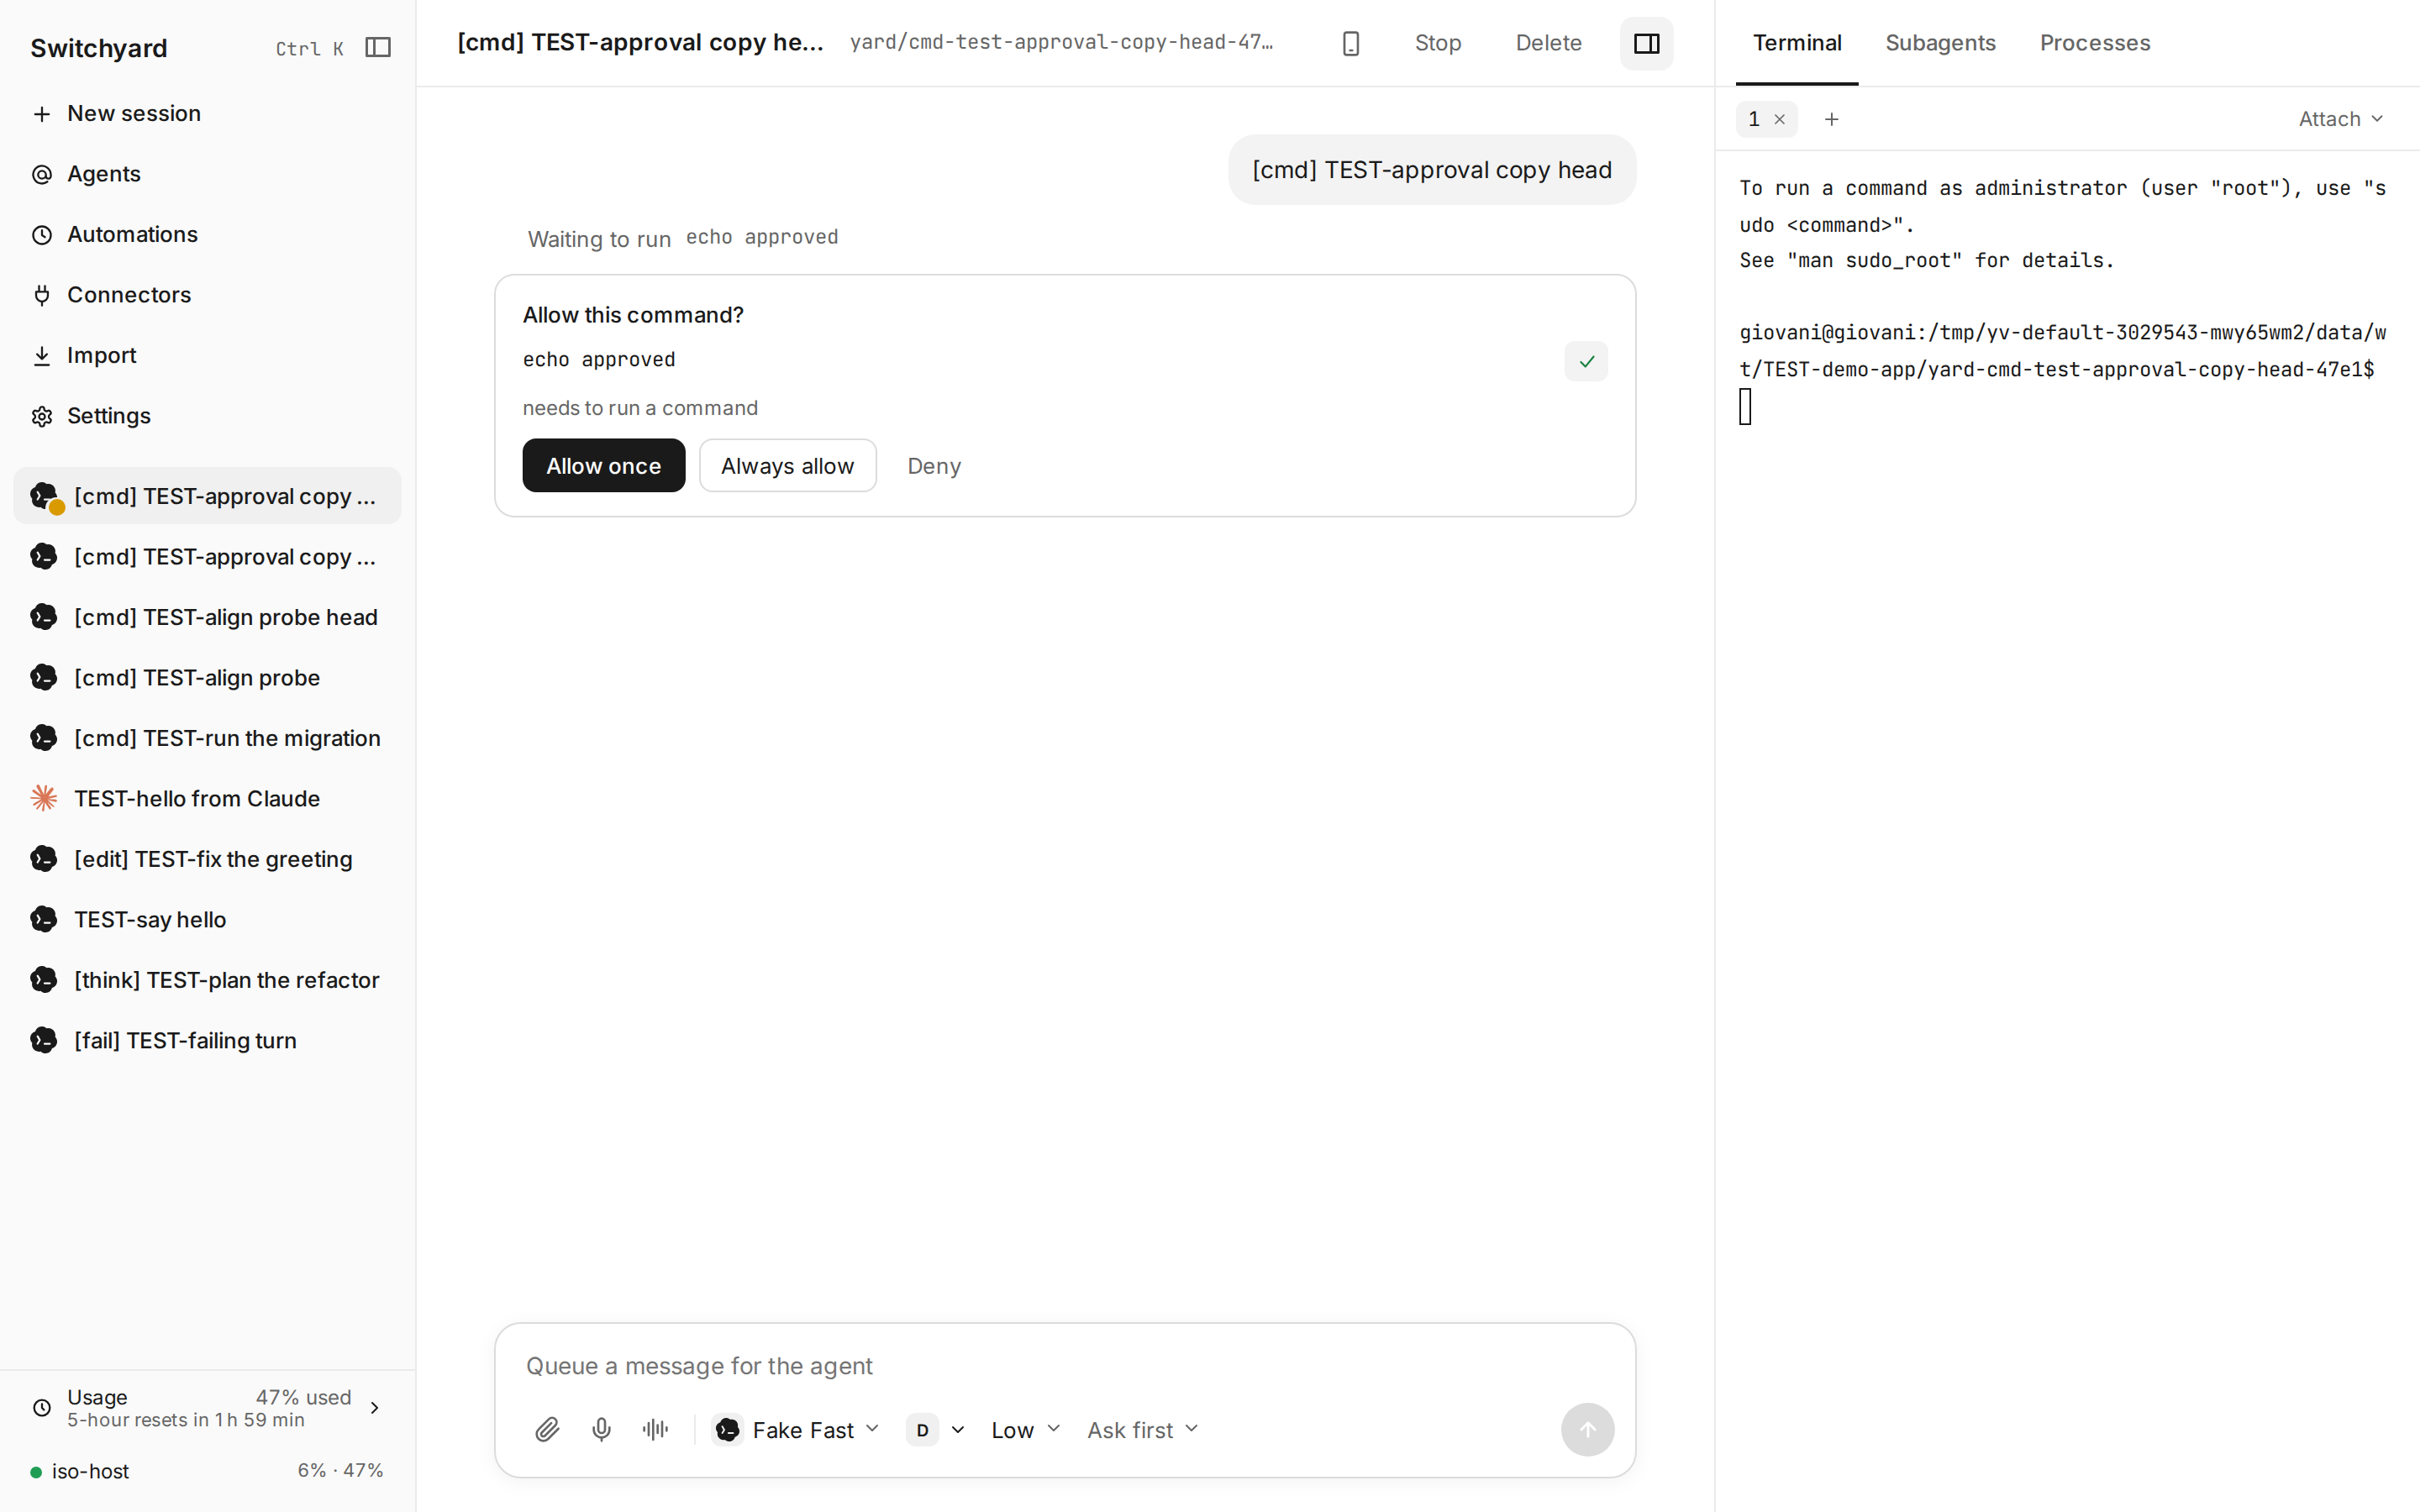 Switchyard
Ctrl K
New session
Agents
Automations
Connectors
Import
Settings
[cmd] TEST-approval copy ...
[cmd] TEST-approval copy ...
[cmd] TEST-align probe head
[cmd] TEST-align probe
[cmd] TEST-run the migration
TEST-hello from Claude
[edit] TEST-fix the greeting
TEST-say hello
[think] TEST-plan the refactor
[fail] TEST-failing turn
Usage
47% used
5-hour resets in 1 h 59 min
iso-host
6% · 47%
[cmd] TEST-approval copy he...
yard/cmd-test-approval-copy-head-47…
Stop
Delete
[cmd] TEST-approval copy head
Waiting to run echo approved
Allow this command?
echo approved
needs to run a command
Allow once
Always allow
Deny
Queue a message for the agent
Fake Fast
D
Low
Ask first
Terminal
Subagents
Processes
1
Attach
To run a command as administrator (user "root"), use "s
udo <command>".
See "man sudo_root" for details.
giovani@giovani:/tmp/yv-default-3029543-mwy65wm2/data/w
t/TEST-demo-app/yard-cmd-test-approval-copy-head-47e1$